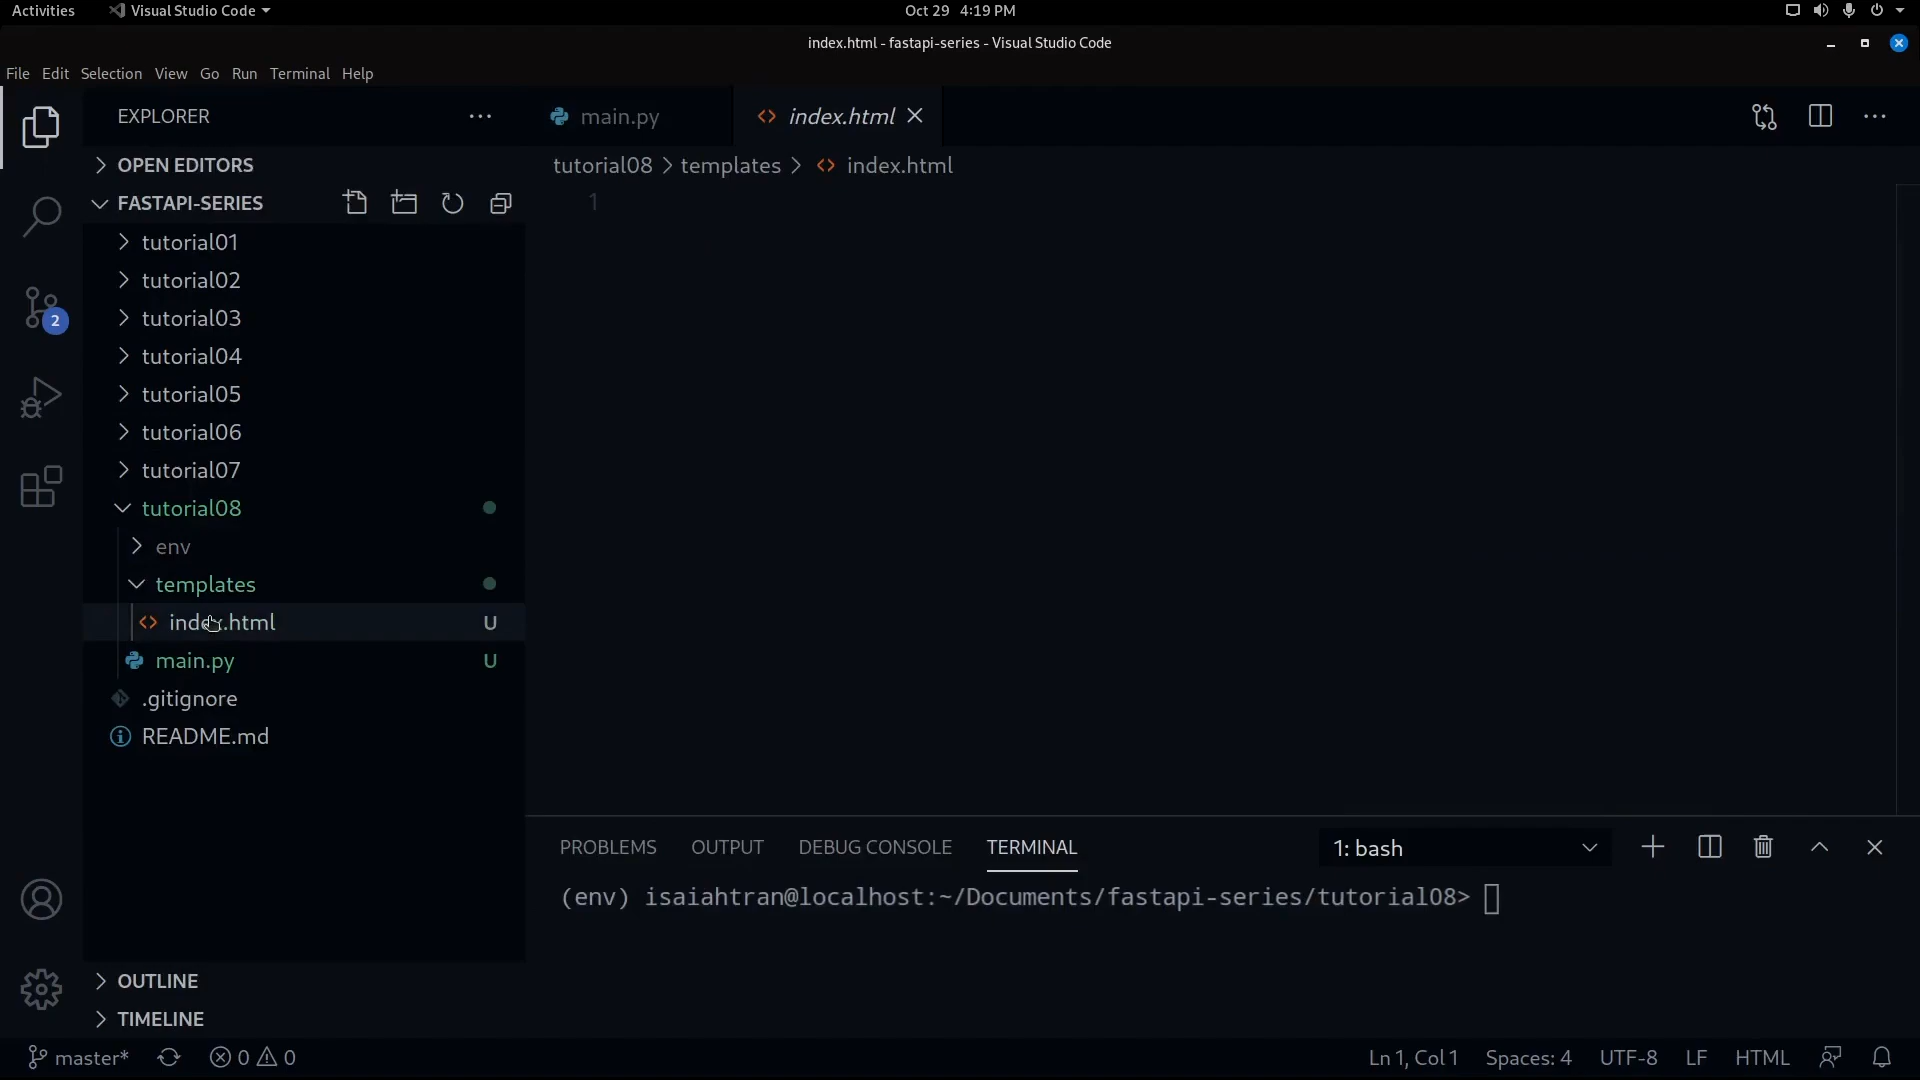 Activities Visual Studio Code Oct 29 4:19 PM
index.html - fastapi-series - Visual Studio Code
File Edit Selection View Go Run Terminal Help
EXPLORER
main.py index.html
OPEN EDITORS
tutorial08 > templates > index.html
FASTAPI-SERIES
1
tutorial01
tutorial02
2
tutorial03
tutorial04
tutorial05
tutorial06
tutorial07
tutorial08
env
templates
index.html U
main.py U
.gitignore
README.md
PROBLEMS OUTPUT DEBUG CONSOLE TERMINAL 1: bash
(env) isaiahtran@localhost:~/Documents/fastapi-series/tutorial08>
OUTLINE
TIMELINE
master* 0 0 Ln 1, Col 1 Spaces: 4 UTF-8 LF HTML